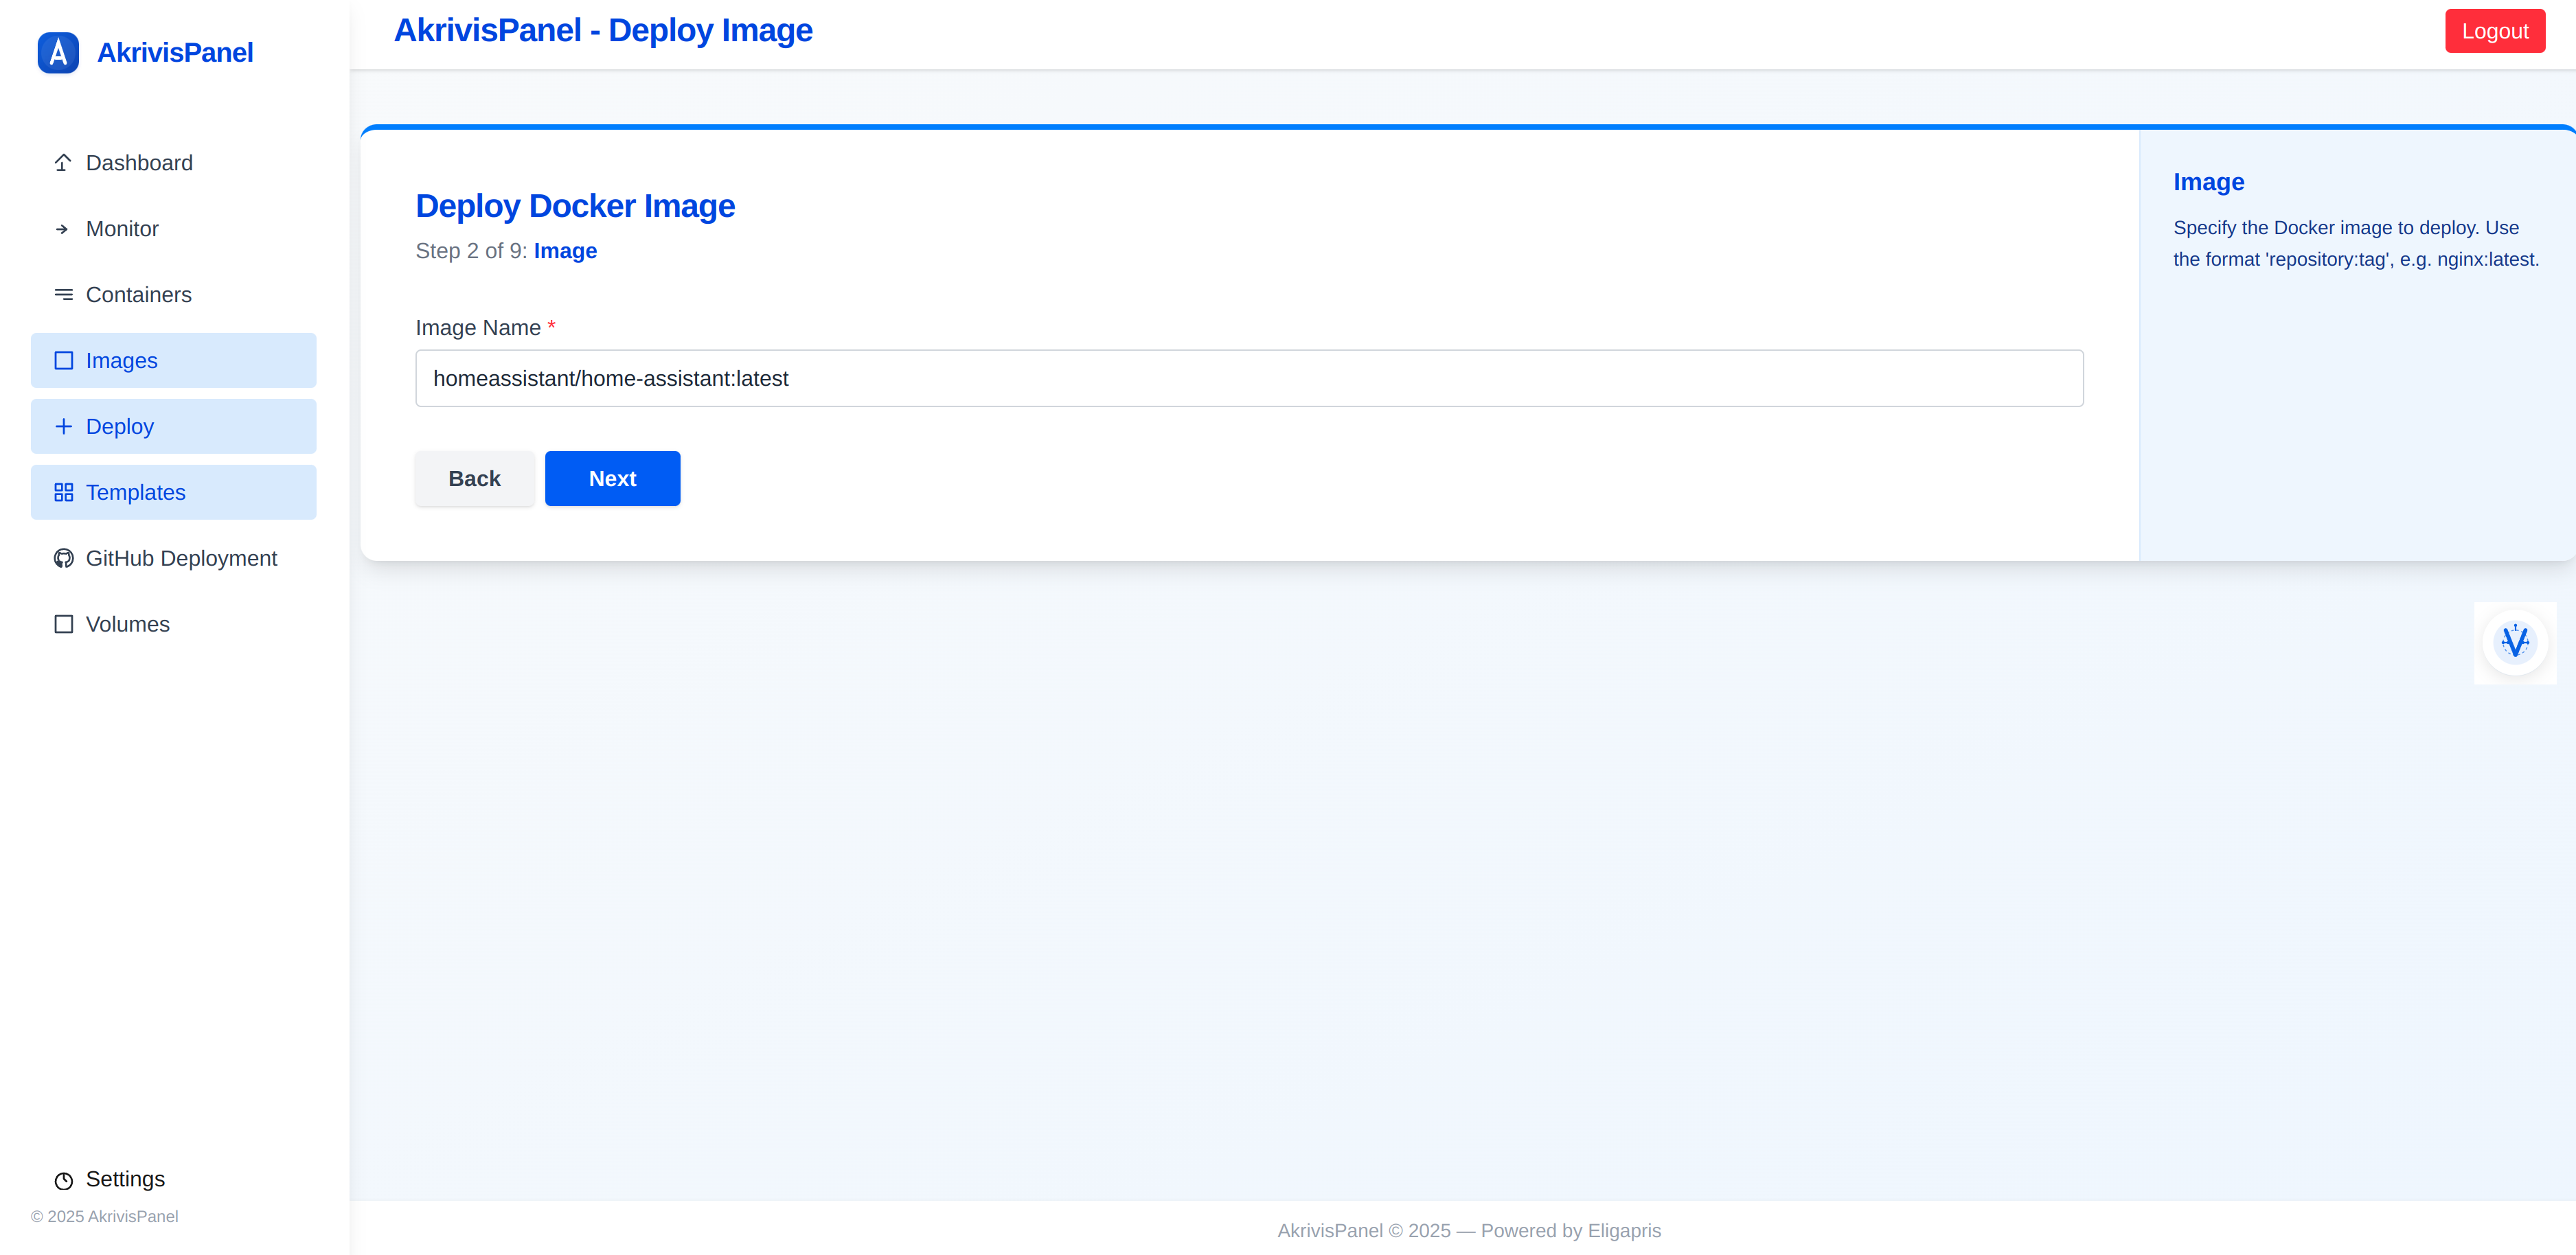 AkrivisPanel
Dashboard
Monitor
Containers
Images
Deploy
Templates
GitHub Deployment
Volumes
Settings
© 2025 AkrivisPanel
AkrivisPanel - Deploy Image
Logout
Deploy Docker Image
Step 2 of 9: Image
Image Name *
homeassistant/home-assistant:latest
Back
Next
Image
Specify the Docker image to deploy. Use
the format 'repository:tag', e.g. nginx:latest.
AkrivisPanel © 2025 — Powered by Eligapris